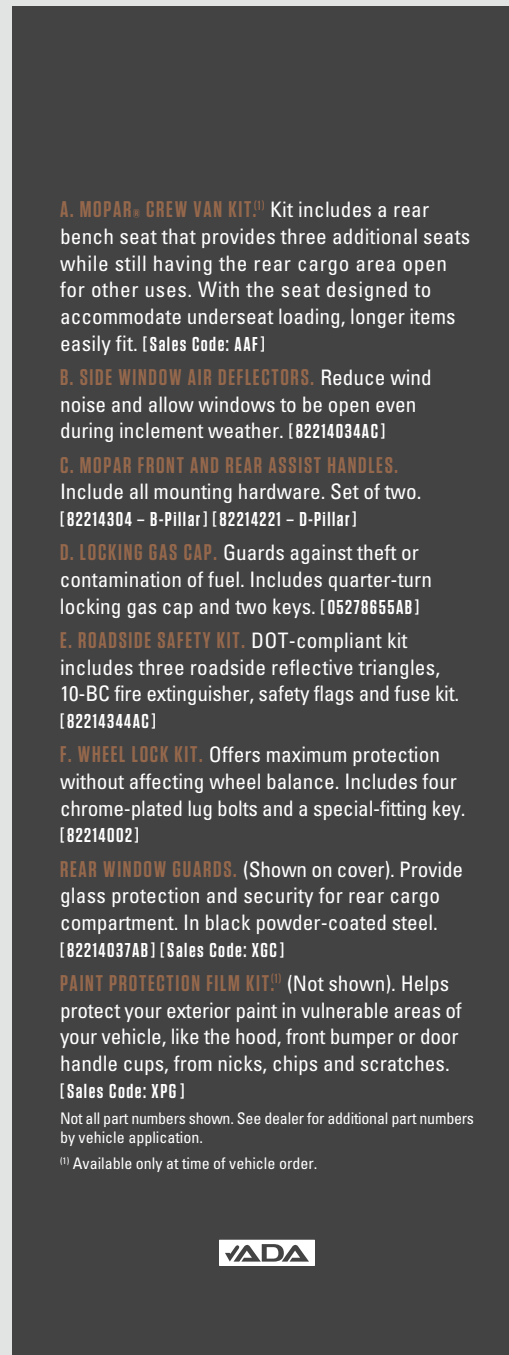 A. MOPAR® CREW VAN KIT.(1) Kit includes a rear
bench seat that provides three additional seats
while still having the rear cargo area open
for other uses. With the seat designed to
accommodate underseat loading, longer items
easily fit. [Sales Code: AAF]
B. SIDE WINDOW AIR DEFLECTORS. Reduce wind
noise and allow windows to be open even
during inclement weather. [82214034AC]
C. MOPAR FRONT AND REAR ASSIST HANDLES.
Include all mounting hardware. Set of two.
[82214304 – B-Pillar] [82214221 – D-Pillar]
D. LOCKING GAS CAP. Guards against theft or
contamination of fuel. Includes quarter-turn
locking gas cap and two keys. [05278655AB]
E. ROADSIDE SAFETY KIT. DOT-compliant kit
includes three roadside reflective triangles,
10-BC fire extinguisher, safety flags and fuse kit.
[82214344AC]
F. WHEEL LOCK KIT. Offers maximum protection
without affecting wheel balance. Includes four
chrome-plated lug bolts and a special-fitting key.
[82214002]
REAR WINDOW GUARDS. (Shown on cover). Provide
glass protection and security for rear cargo
compartment. In black powder-coated steel.
[82214037AB] [Sales Code: XGC]
PAINT PROTECTION FILM KIT.(1) (Not shown). Helps
protect your exterior paint in vulnerable areas of
your vehicle, like the hood, front bumper or door
handle cups, from nicks, chips and scratches.
[Sales Code: XPG]
Not all part numbers shown. See dealer for additional part numbers
by vehicle application.
(1) Available only at time of vehicle order.
ADA